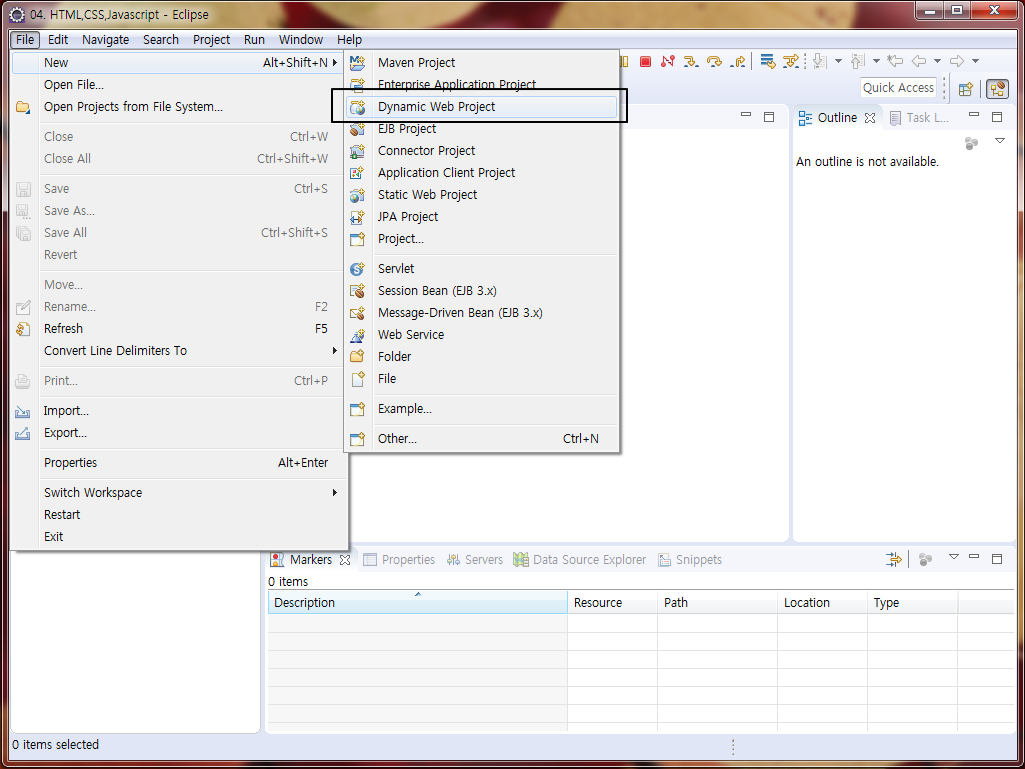 04. HTML,CSS,Javascript - Eclipse
File Edit Navigate Search Project Run Window Help
New Alt+Shift+N
Open File...
Open Projects from File System...
Close Ctrl+W
Close All Ctrl+Shift+W
Save Ctrl+S
Save As...
Save All Ctrl+Shift+S
Revert
Move...
Rename... F2
Refresh F5
Convert Line Delimiters To
Print... Ctrl+P
Import...
Export...
Properties Alt+Enter
Switch Workspace
Restart
Exit
Maven Project
Enterprise Application Project
Dynamic Web Project
EJB Project
Connector Project
Application Client Project
Static Web Project
JPA Project
Project...
Servlet
Session Bean (EJB 3.x)
Message-Driven Bean (EJB 3.x)
Web Service
Folder
File
Example...
Other... Ctrl+N
Quick Access
Outline Task L...
An outline is not available.
Markers Properties Servers Data Source Explorer Snippets
0 items
Description Resource Path Location Type
0 items selected